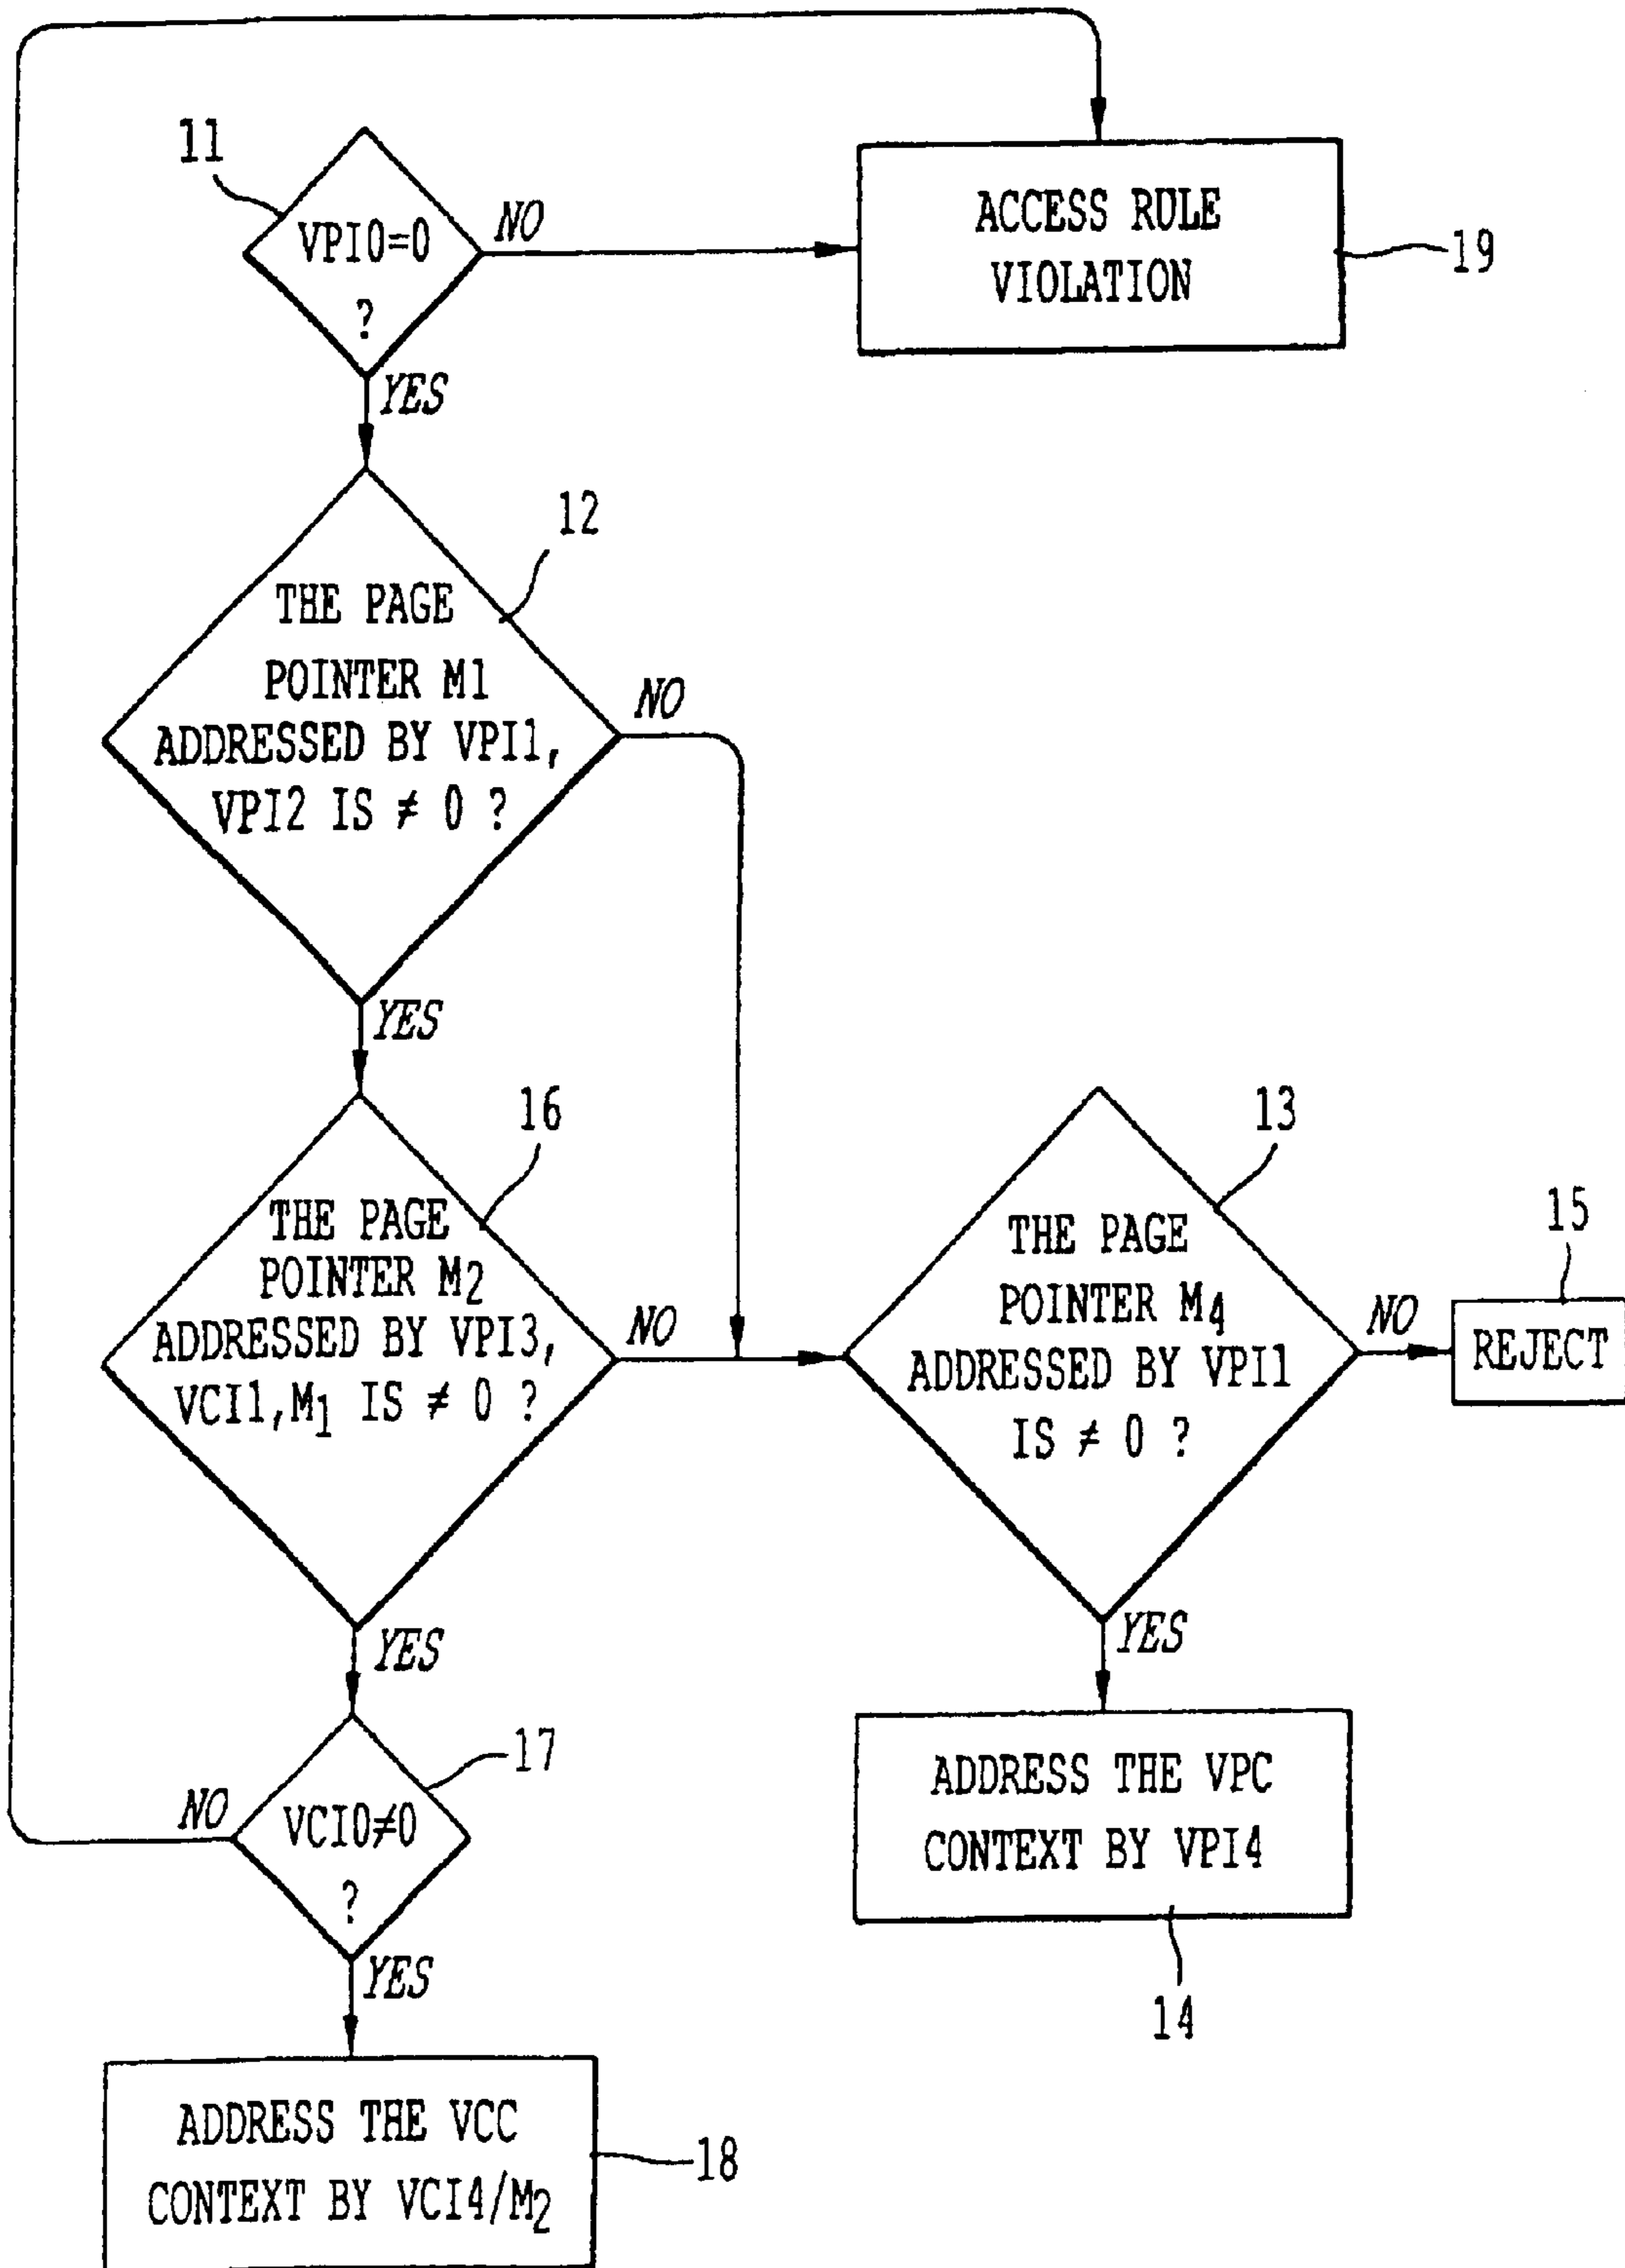 11
VPI0=0
?
NO
YES
ACCESS RULE
VIOLATION
19
12
THE PAGE
POINTER M1
ADDRESSED BY VPI1,
VPI2 IS ≠ 0 ?
NO
YES
16
THE PAGE
POINTER M2
ADDRESSED BY VPI3,
VCI1,M1 IS ≠ 0 ?
NO
YES
13
THE PAGE
POINTER M4
ADDRESSED BY VPI1
IS ≠ 0 ?
NO
15
REJECT
YES
17
NO
VCI0≠0
?
YES
ADDRESS THE VPC
CONTEXT BY VPI4
14
ADDRESS THE VCC
CONTEXT BY VCI4/M2
18